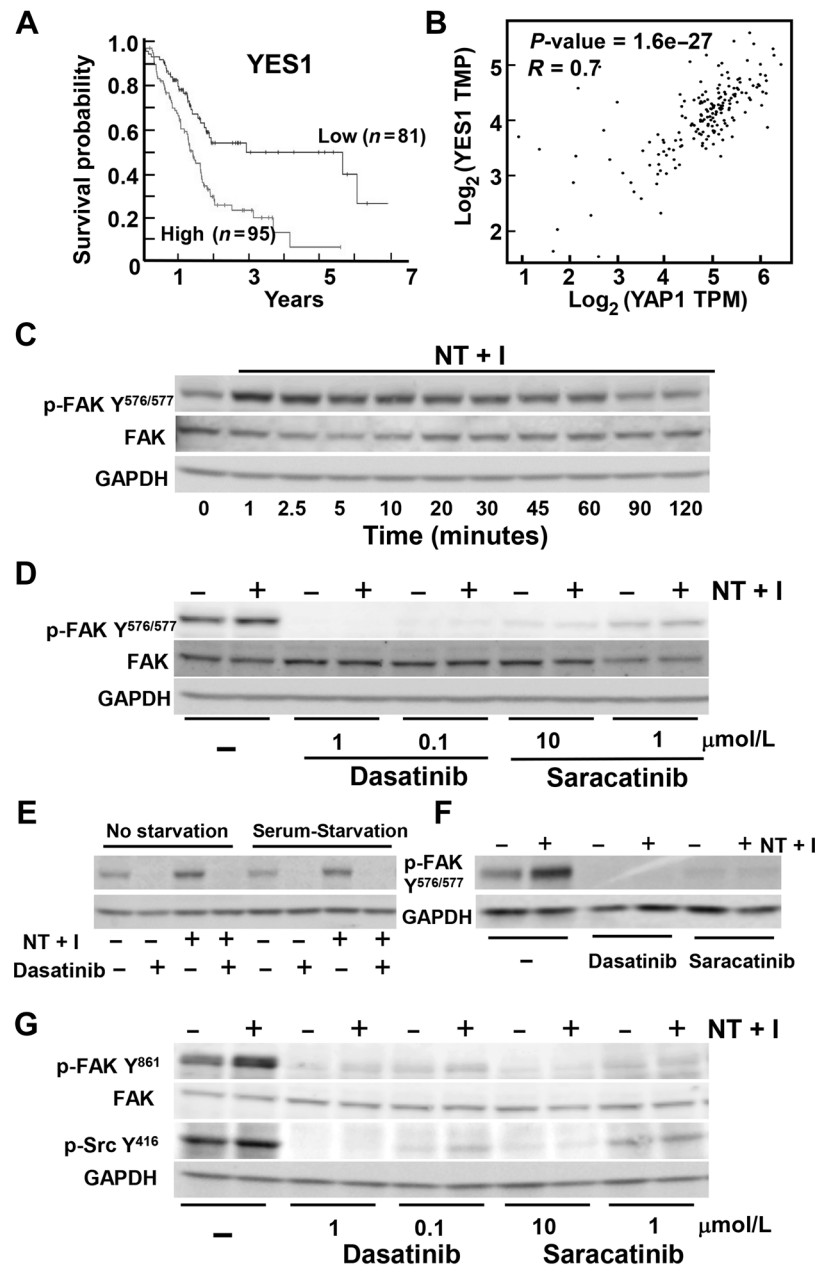 A
YES1
Survival probability
1.0
0.8
0.6
0.4
0.2
0
Low (n=81)
High (n=95)
1 3 5 7
Years
B
P-value = 1.6e–27
R = 0.7
Log2 (YES1 TMP)
5
4
3
2
1 2 3 4 5 6
Log2 (YAP1 TPM)
C
NT + I
p-FAK Y576/577
FAK
GAPDH
0 1 2.5 5 10 20 30 45 60 90 120
Time (minutes)
D
– + – + – + – + – + NT + I
p-FAK Y576/577
FAK
GAPDH
– 1 0.1 10 1 µmol/L
Dasatinib Saracatinib
E
No starvation Serum-Starvation
NT + I – – + + – – + +
Dasatinib – + – + – + – +
F
– + – + – + NT + I
p-FAK
Y576/577
GAPDH
– Dasatinib Saracatinib
G
– + – + – + – + – + NT + I
p-FAK Y861
FAK
p-Src Y416
GAPDH
– 1 0.1 10 1 µmol/L
Dasatinib Saracatinib